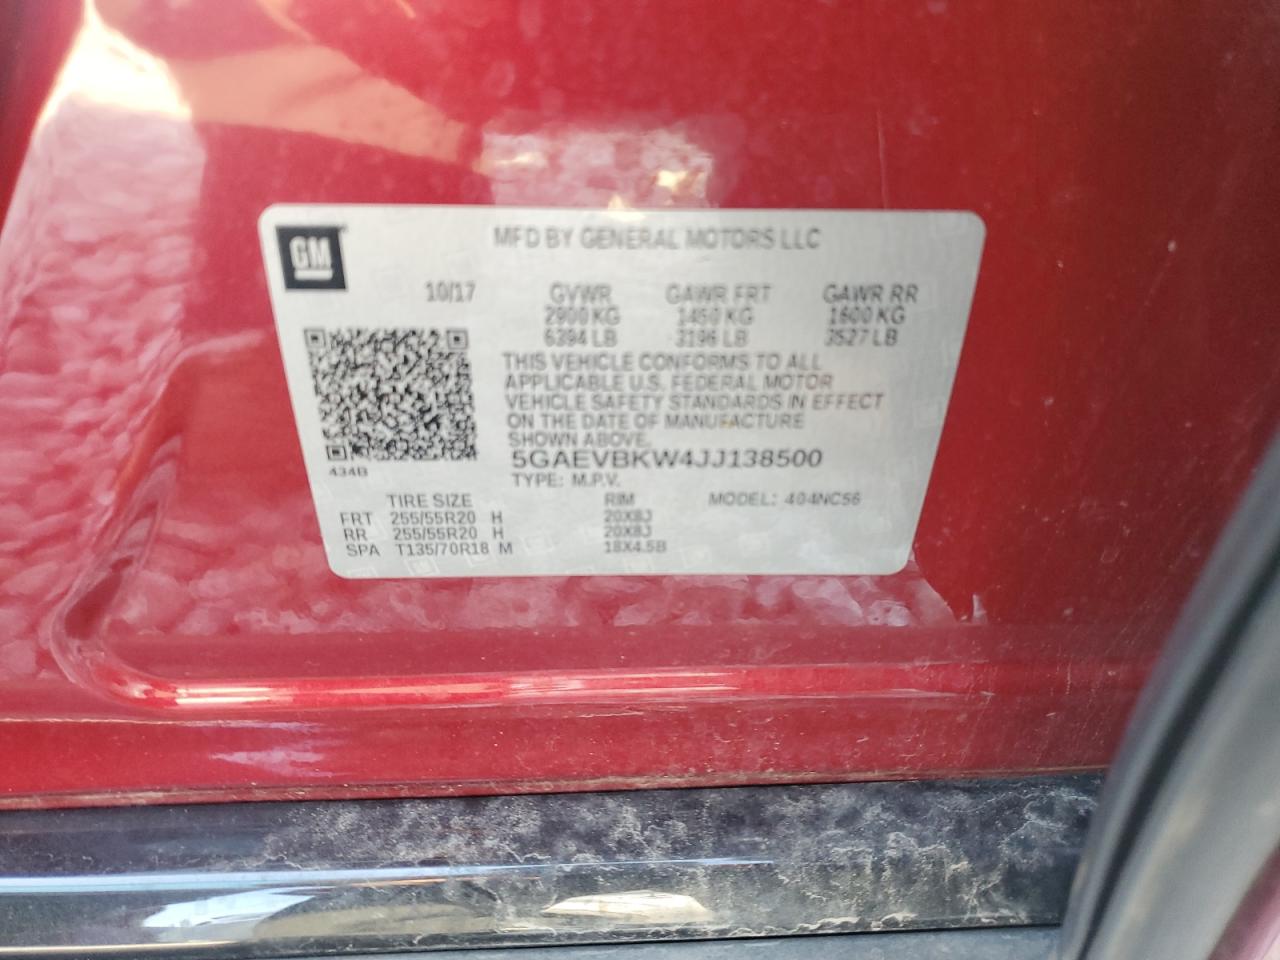 GM
MFD BY GENERAL MOTORS LLC
10/17 GVWR GAWR FRT GAWR RR
2900 KG 1450 KG 1600 KG
6394 LB 3196 LB 3527 LB
THIS VEHICLE CONFORMS TO ALL
APPLICABLE U.S. FEDERAL MOTOR
VEHICLE SAFETY STANDARDS IN EFFECT
ON THE DATE OF MANUFACTURE
SHOWN ABOVE.
5GAEVBKW4JJ138500
434B
TYPE: M.P.V.
TIRE SIZE RIM MODEL: 404NC56
FRT 255/55R20 H 20X8J
RR 255/55R20 H 20X8J
SPA T135/70R18 M 18X4.5B